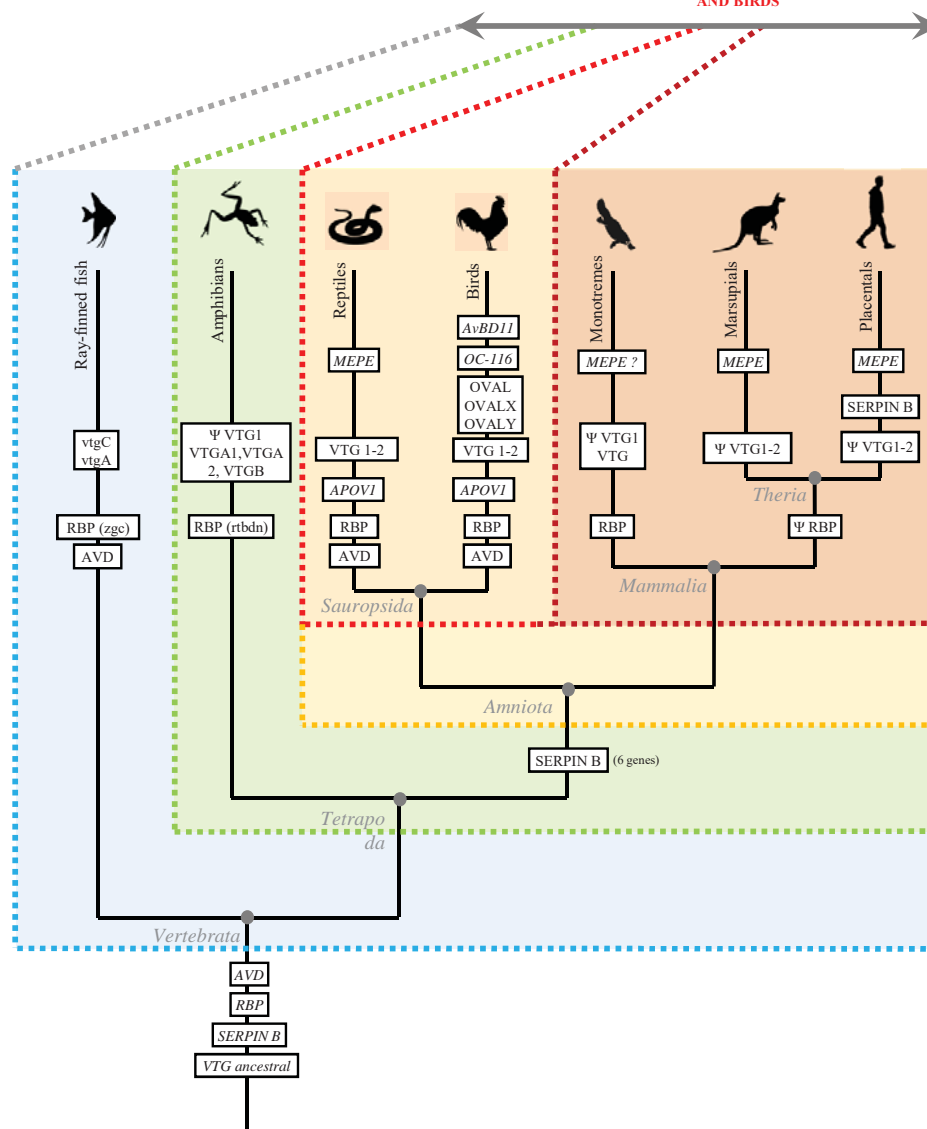 AND BIRDS
Ray-finned fish
Amphibians
Reptiles
Birds
Monotremes
Marsupials
Placentals
AvBD11
OC-116
MEPE
MEPE ?
MEPE
MEPE
OVAL
OVALX
OVALY
SERPIN B
vtgC
vtgA
Ψ VTG1
VTGA1,VTGA
2, VTGB
VTG 1-2
VTG 1-2
Ψ VTG1
VTG
Ψ VTG1-2
Ψ VTG1-2
APOV1
APOV1
Theria
RBP (zgc)
RBP (rtbdn)
RBP
RBP
RBP
Ψ RBP
AVD
AVD
AVD
Sauropsida
Mammalia
Amniota
SERPIN B (6 genes)
Tetrapo
da
Vertebrata
AVD
RBP
SERPIN B
VTG ancestral